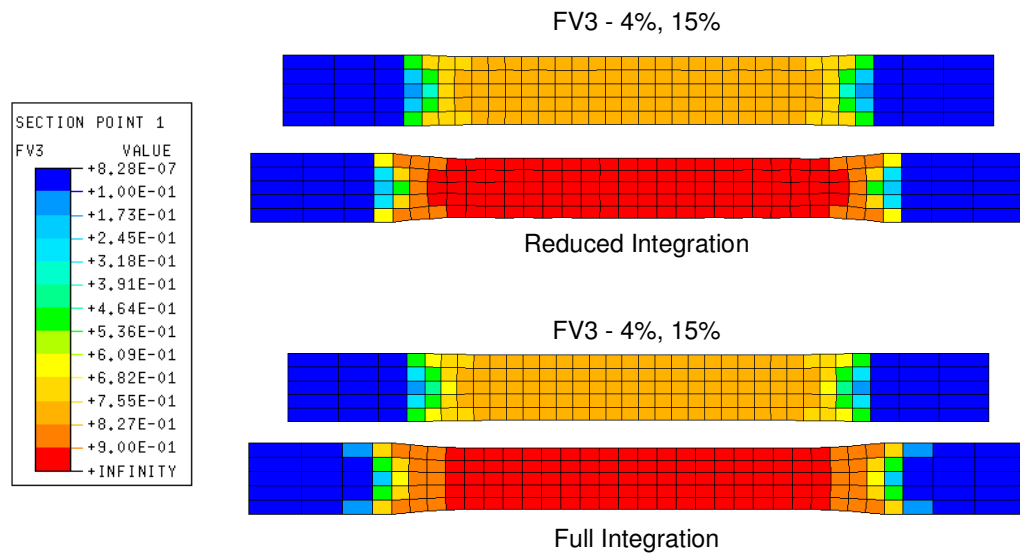 FV3 - 4%, 15%
SECTION POINT 1
FV3 VALUE
+8.28E-07
+1.00E-01
+1.73E-01
+2.45E-01
+3.18E-01
+3.91E-01
+4.64E-01
+5.36E-01
+6.09E-01
+6.82E-01
+7.55E-01
+8.27E-01
+9.00E-01
+INFINITY
Reduced Integration
FV3 - 4%, 15%
Full Integration